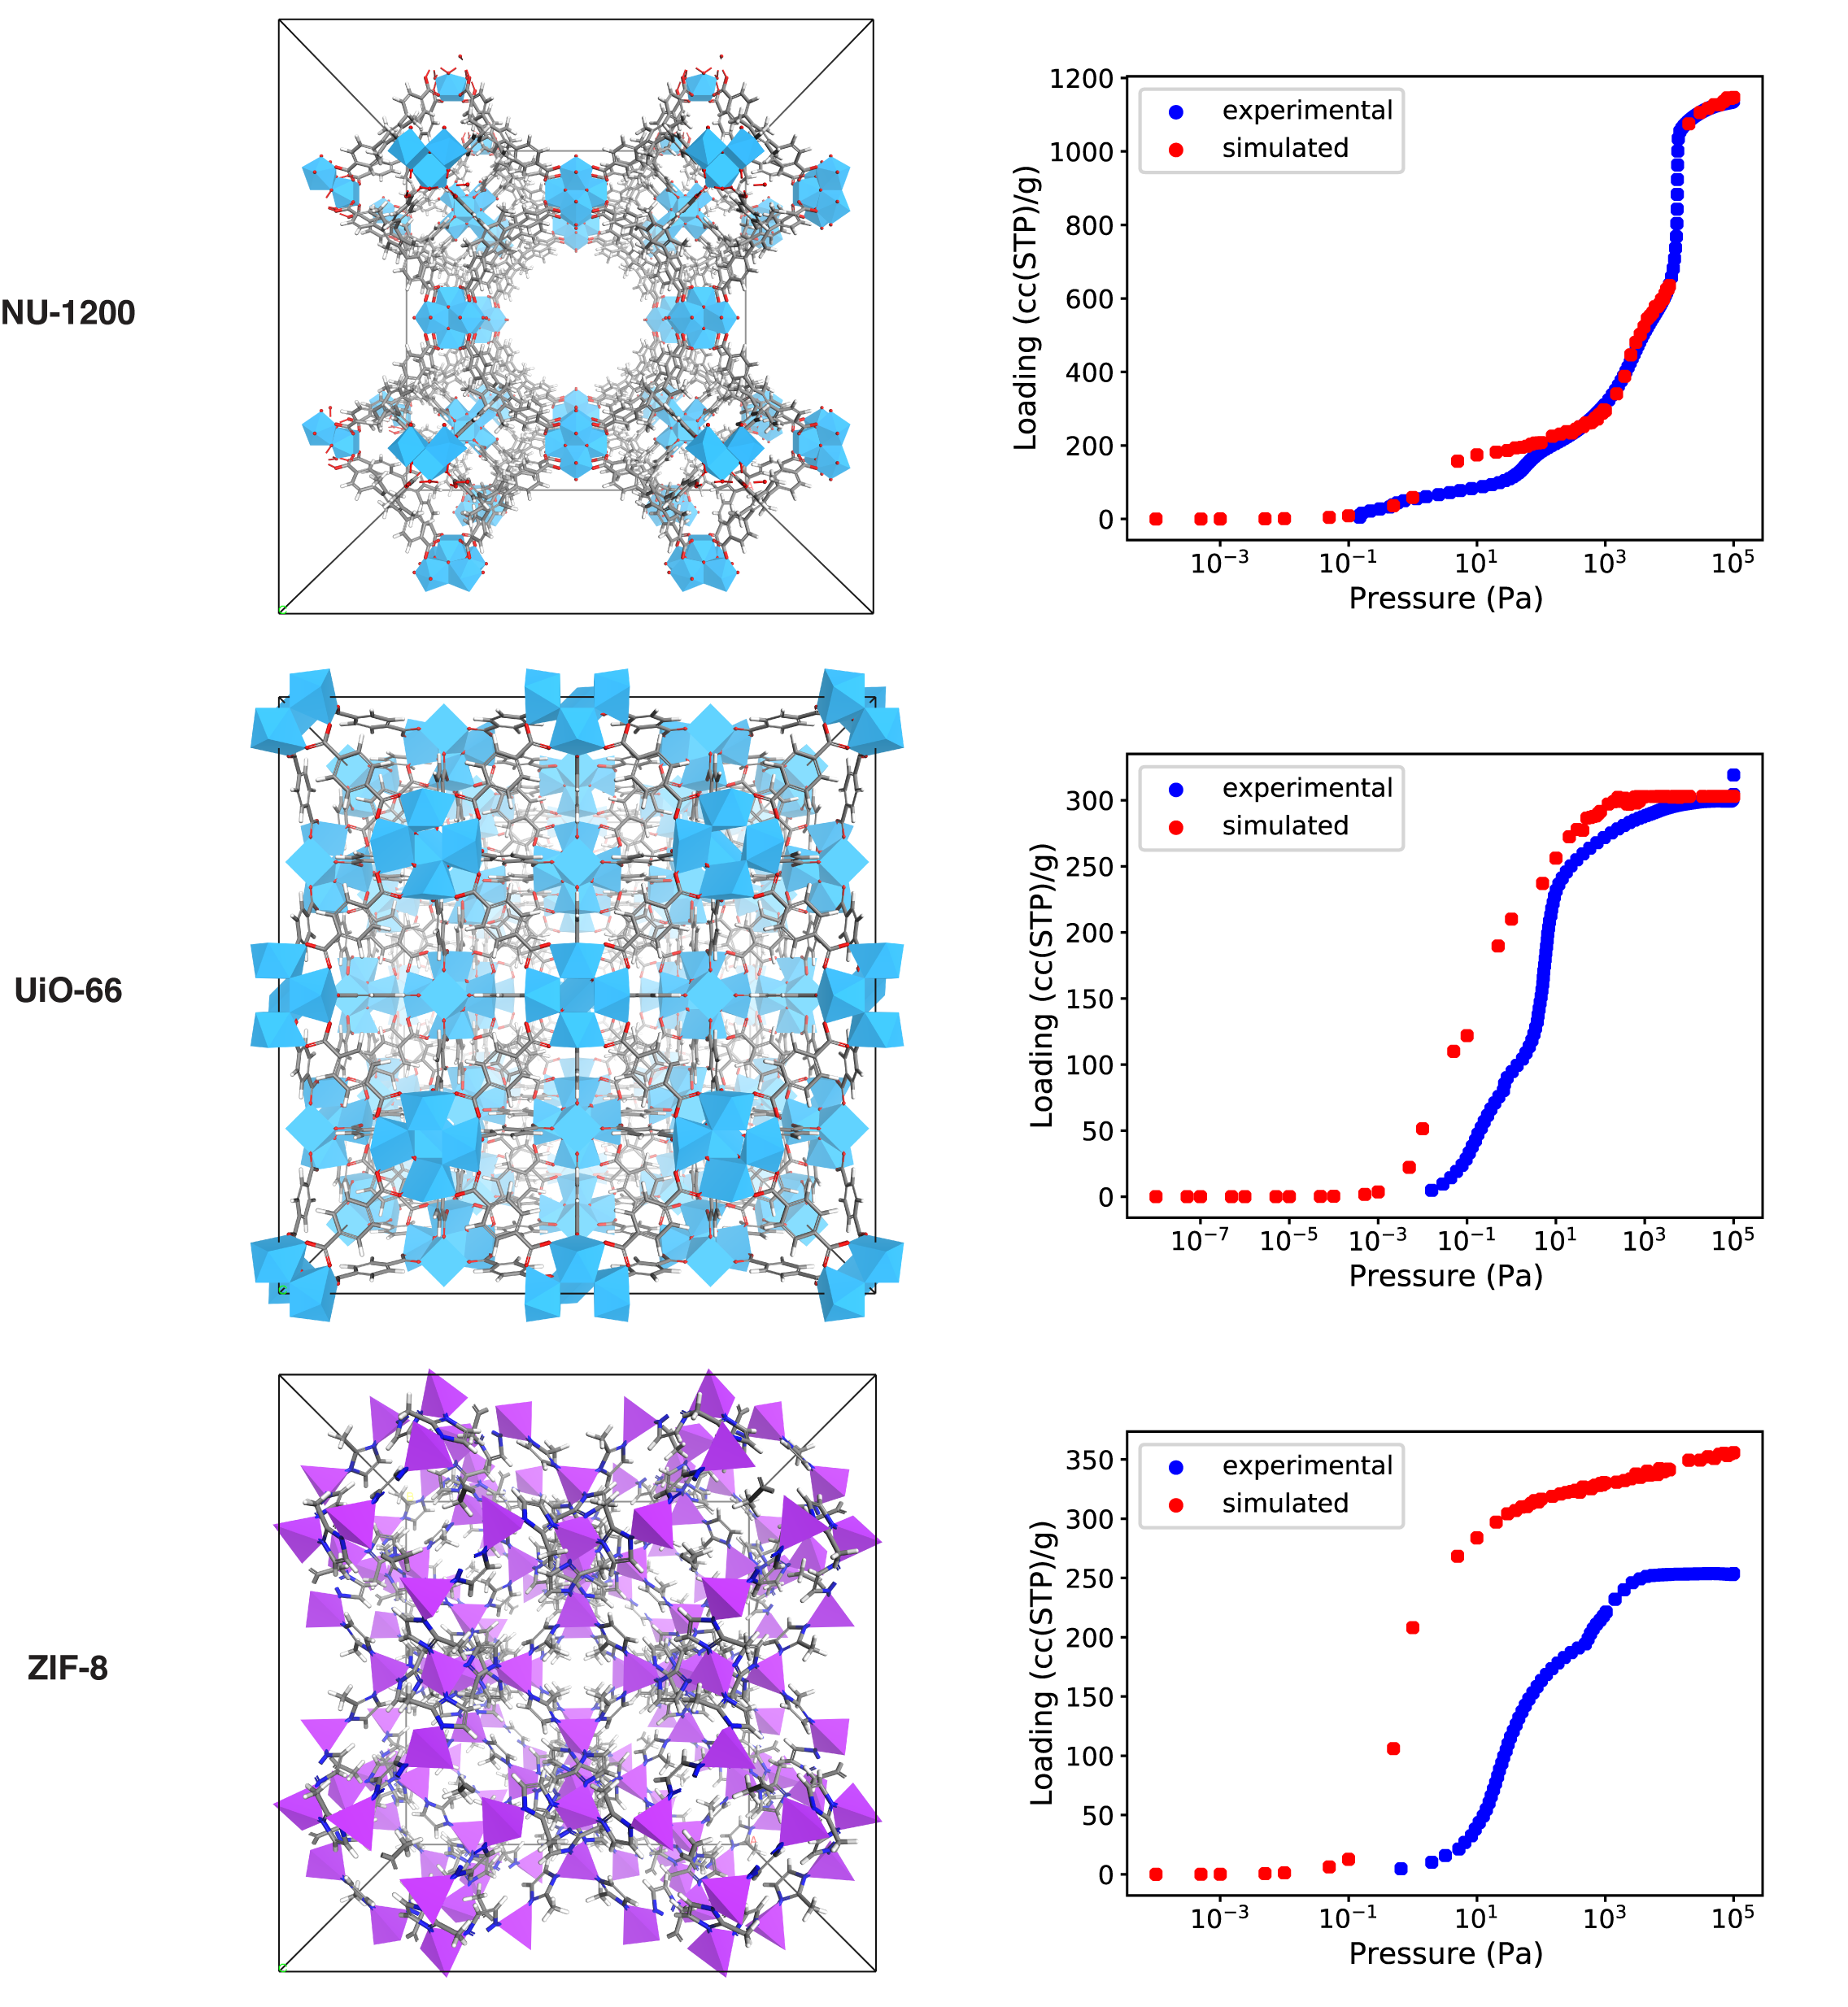 NU-1200
1200
1000
800
600
400
200
0
Loading (cc(STP)/g)
experimental
simulated
10⁻³ 10⁻¹ 10¹ 10³ 10⁵
Pressure (Pa)
UiO-66
300
250
200
150
100
50
0
Loading (cc(STP)/g)
experimental
simulated
10⁻⁷ 10⁻⁵ 10⁻³ 10⁻¹ 10¹ 10³ 10⁵
Pressure (Pa)
ZIF-8
350
300
250
200
150
100
50
0
Loading (cc(STP)/g)
experimental
simulated
10⁻³ 10⁻¹ 10¹ 10³ 10⁵
Pressure (Pa)